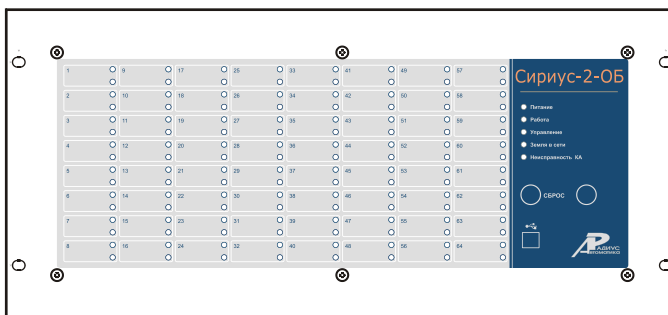 1 9 17 25 33 41 49 57
2 10 18 26 34 42 50 58
3 11 19 27 35 43 51 59
4 12 20 28 36 44 52 60
5 13 21 29 37 45 53 61
6 14 22 30 38 46 54 62
7 15 23 31 39 47 55 63
8 16 24 32 40 48 56 64
Сириус-2-ОБ
Питание
Работа
Управление
Земля в сети
Неисправность КА
СБРОС
РАДИУС
Автоматика